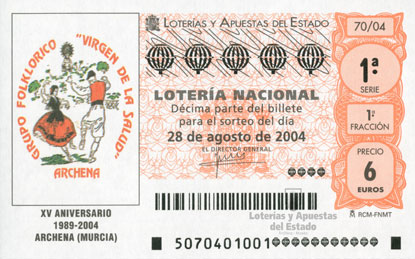 GRUPO FOLKLORICO "VIRGEN DE LA SALUD"
ARCHENA
XV ANIVERSARIO
1989-2004
ARCHENA (MURCIA)
LOTERÍAS Y APUESTAS DEL ESTADO
LOTERÍA NACIONAL
Décima parte del billete
para el sorteo del día
28 de agosto de 2004
EL DIRECTOR GENERAL
70/04
1ª
SERIE
1ª
FRACCIÓN
PRECIO
6
EUROS
RCM-FNMT
Loterías y Apuestas
del Estado
5070401001